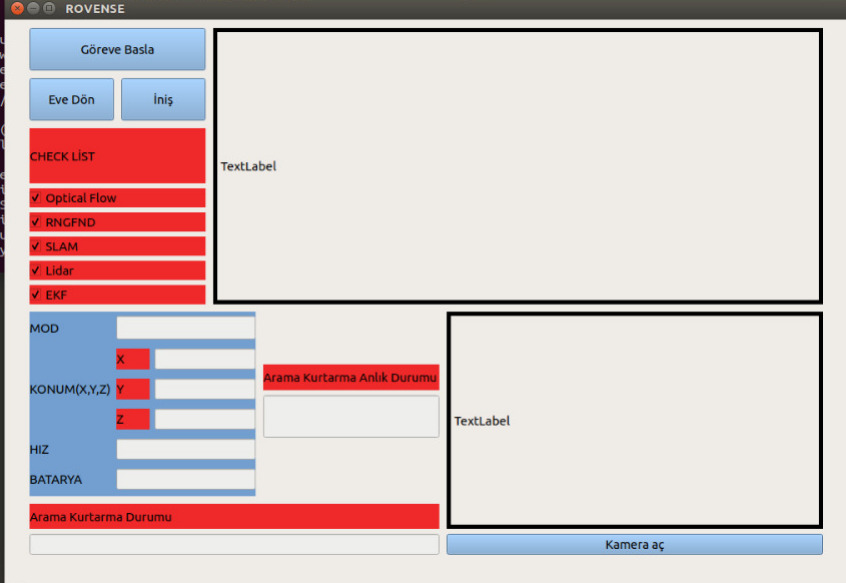 ROVENSE
Göreve Basla
Eve Dön
İniş
CHECK LİST
Optical Flow
RNGFND
SLAM
Lidar
EKF
TextLabel
MOD
X
KONUM(X,Y,Z)
Y
Z
HIZ
BATARYA
Arama Kurtarma Anlık Durumu
TextLabel
Arama Kurtarma Durumu
Kamera aç